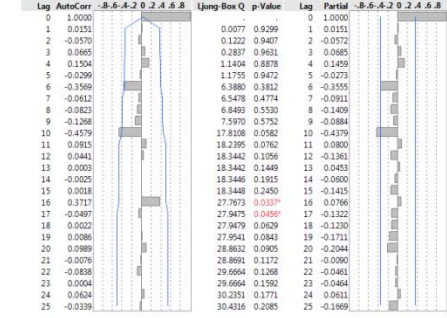 Lag AutoCorr -.8-.6-.4-.2 0 .2 .4 .6 .8 Ljung-Box Q p-Value Lag Partial -.8-.6-.4-.2 0 .2 .4 .6 .8
0 1.0000 . . 0 1.0000
1 0.0151 0.0077 0.9299 1 0.0151
2 -0.0570 0.1222 0.9407 2 -0.0572
3 0.0665 0.2837 0.9631 3 0.0685
4 0.1504 1.1404 0.8878 4 0.1459
5 -0.0299 1.1755 0.9472 5 -0.0273
6 -0.3569 6.3880 0.3812 6 -0.3555
7 -0.0612 6.5478 0.4774 7 -0.0911
8 -0.0823 6.8493 0.5530 8 -0.1409
9 -0.1268 7.5970 0.5752 9 -0.0884
10 -0.4579 17.8108 0.0582 10 -0.4379
11 0.0915 18.2395 0.0762 11 0.0800
12 0.0441 18.3442 0.1056 12 -0.1361
13 0.0003 18.3442 0.1449 13 0.0453
14 -0.0025 18.3446 0.1915 14 -0.0600
15 0.0018 18.3448 0.2450 15 -0.1415
16 0.3717 27.7673 0.0337* 16 0.0766
17 -0.0497 27.9475 0.0456* 17 -0.1322
18 0.0022 27.9479 0.0629 18 -0.1230
19 0.0086 27.9541 0.0843 19 -0.1711
20 0.0989 28.8632 0.0905 20 -0.2044
21 -0.0076 28.8691 0.1172 21 -0.0090
22 -0.0838 29.6664 0.1268 22 -0.0461
23 0.0004 29.6664 0.1592 23 -0.0464
24 0.0624 30.2351 0.1771 24 0.0611
25 -0.0339 30.4316 0.2085 25 -0.1669